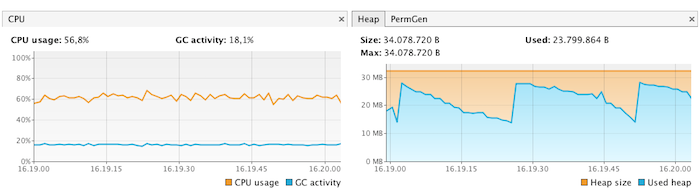 CPU
CPU usage: 56,8%
GC activity: 18,1%
100%
80%
60%
40%
20%
0%
16.19.00
16.19.15
16.19.30
16.19.45
16.20.00
CPU usage
GC activity
Heap
PermGen
Size: 34.078.720 B
Used: 23.799.864 B
Max: 34.078.720 B
30 MB
20 MB
10 MB
0 MB
16.19.00
16.19.15
16.19.30
16.19.45
16.20.00
Heap size
Used heap